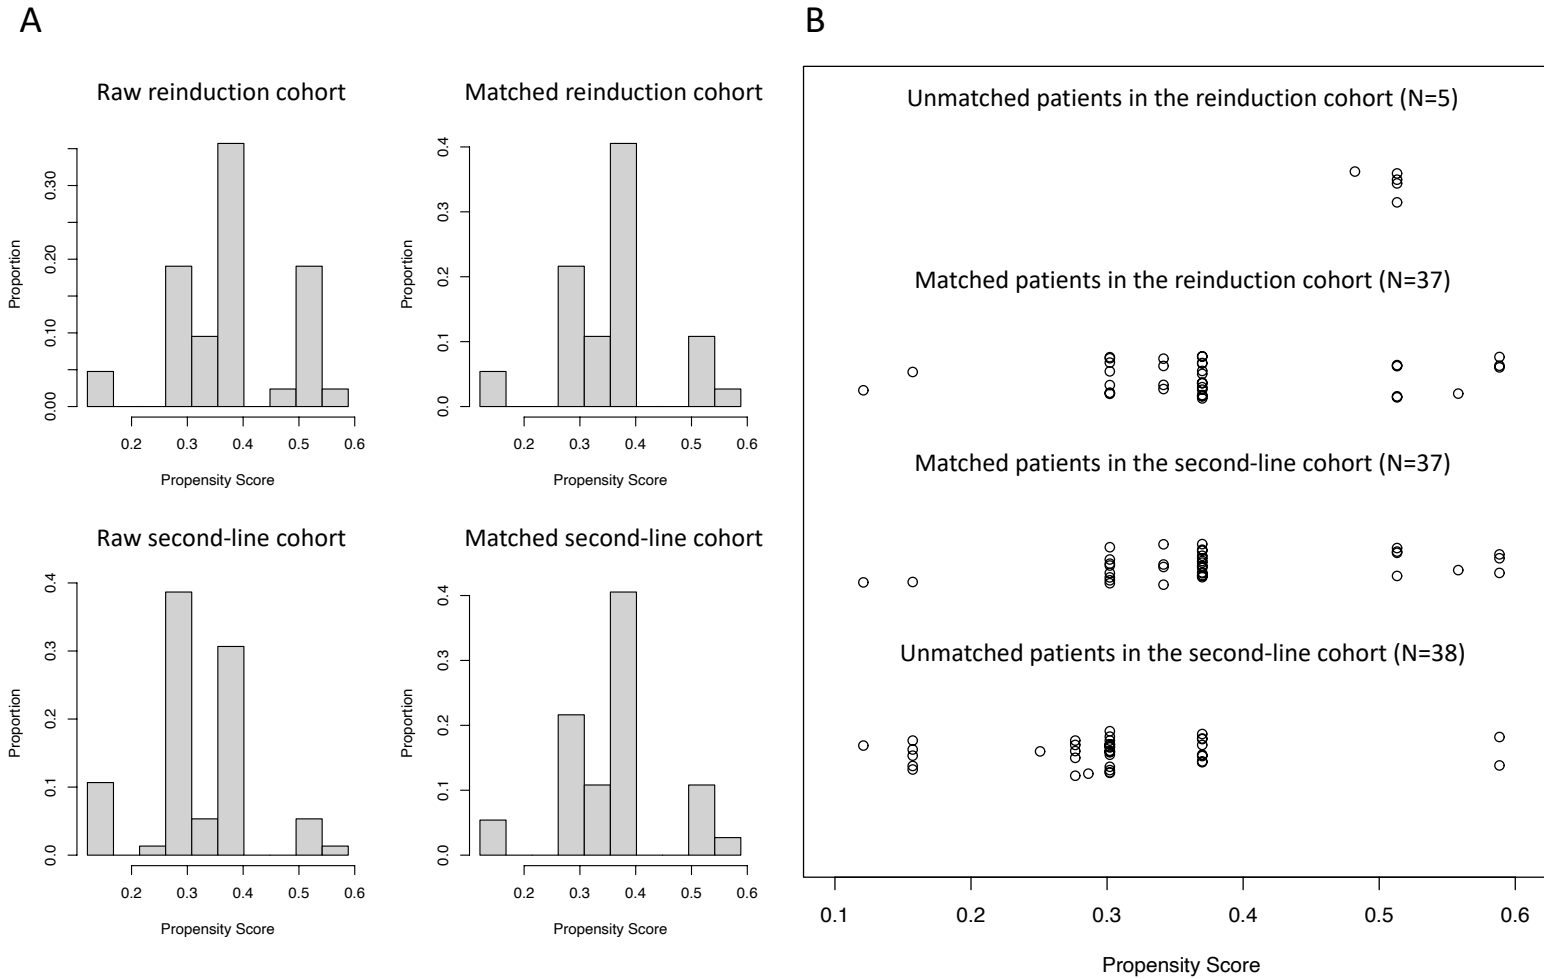 A
Raw reinduction cohort
Proportion
0.00
0.10
0.20
0.30
0.2 0.3 0.4 0.5 0.6
Propensity Score
Matched reinduction cohort
Proportion
0.0
0.1
0.2
0.3
0.4
0.2 0.3 0.4 0.5 0.6
Propensity Score
Raw second-line cohort
Proportion
0.0
0.1
0.2
0.3
0.4
0.2 0.3 0.4 0.5 0.6
Propensity Score
Matched second-line cohort
Proportion
0.0
0.1
0.2
0.3
0.4
0.2 0.3 0.4 0.5 0.6
Propensity Score
B
Unmatched patients in the reinduction cohort (N=5)
Matched patients in the reinduction cohort (N=37)
Matched patients in the second-line cohort (N=37)
Unmatched patients in the second-line cohort (N=38)
0.1 0.2 0.3 0.4 0.5 0.6
Propensity Score